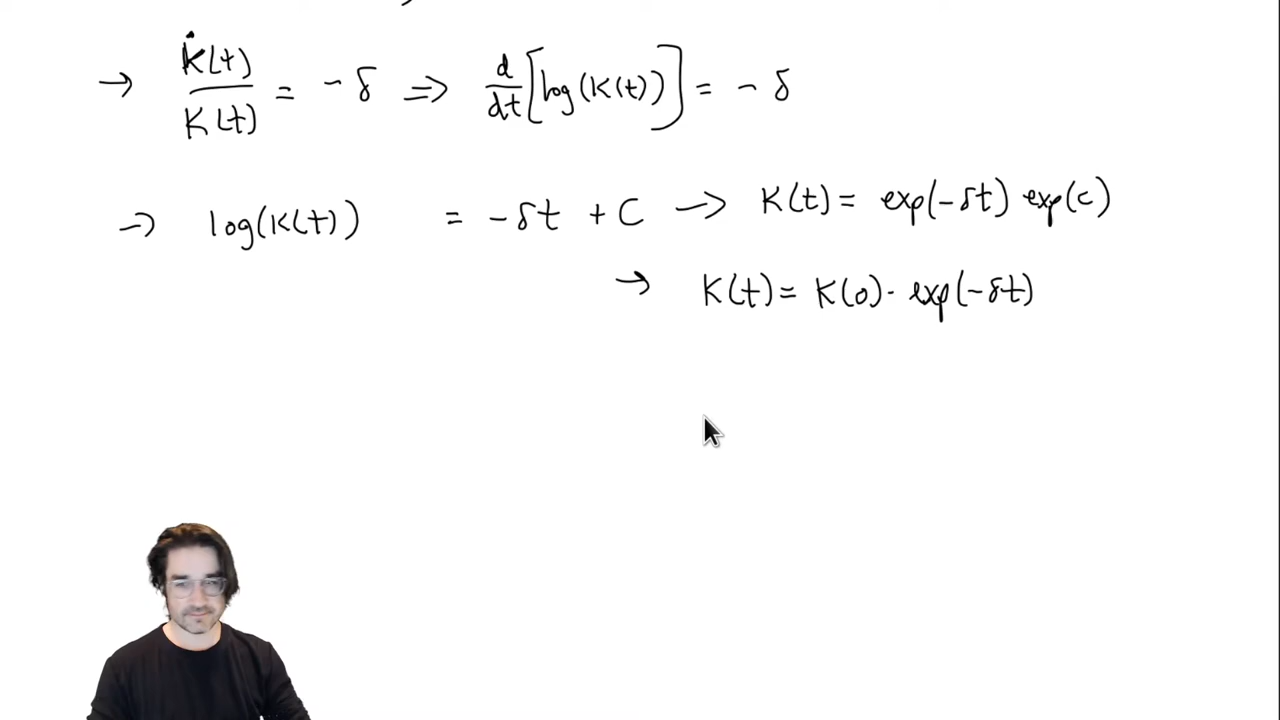 → K̇(t)/K(t) = -δ ⇒ d/dt[log(K(t))] = -δ
→ log(K(t)) = -δt + C → K(t) = exp(-δt) exp(c)
→ K(t) = K(0) · exp(-δt)